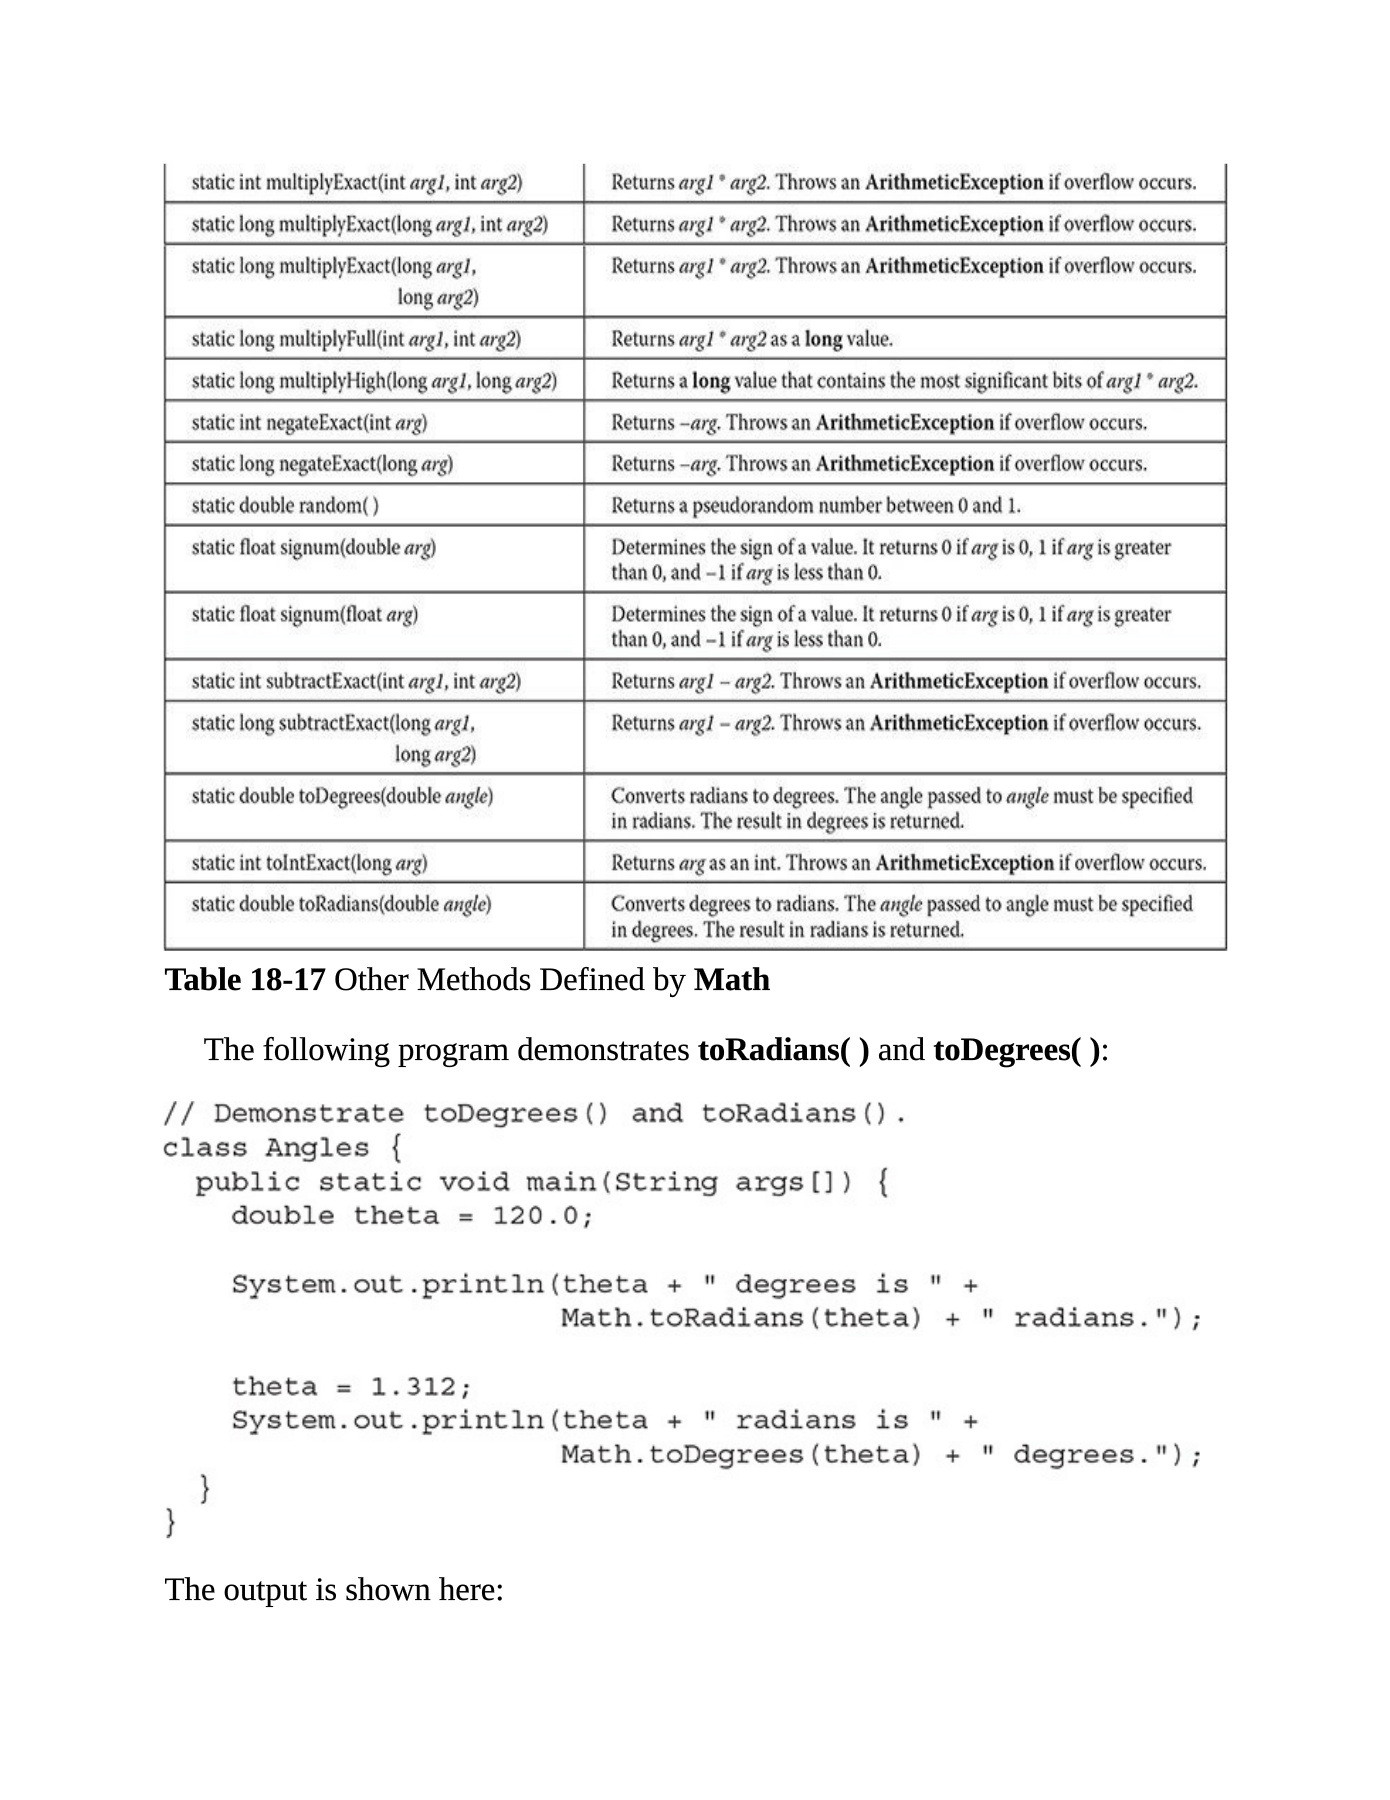 static int multiplyExact(int arg1, int arg2) Returns arg1 * arg2. Throws an ArithmeticException if overflow occurs.
static long multiplyExact(long arg1, int arg2) Returns arg1 * arg2. Throws an ArithmeticException if overflow occurs.
static long multiplyExact(long arg1, Returns arg1 * arg2. Throws an ArithmeticException if overflow occurs.
long arg2)
static long multiplyFull(int arg1, int arg2) Returns arg1 * arg2 as a long value.
static long multiplyHigh(long arg1, long arg2) Returns a long value that contains the most significant bits of arg1 * arg2.
static int negateExact(int arg) Returns –arg. Throws an ArithmeticException if overflow occurs.
static long negateExact(long arg) Returns –arg. Throws an ArithmeticException if overflow occurs.
static double random( ) Returns a pseudorandom number between 0 and 1.
static float signum(double arg) Determines the sign of a value. It returns 0 if arg is 0, 1 if arg is greater
than 0, and –1 if arg is less than 0.
static float signum(float arg) Determines the sign of a value. It returns 0 if arg is 0, 1 if arg is greater
than 0, and –1 if arg is less than 0.
static int subtractExact(int arg1, int arg2) Returns arg1 – arg2. Throws an ArithmeticException if overflow occurs.
static long subtractExact(long arg1, Returns arg1 – arg2. Throws an ArithmeticException if overflow occurs.
long arg2)
static double toDegrees(double angle) Converts radians to degrees. The angle passed to angle must be specified
in radians. The result in degrees is returned.
static int toIntExact(long arg) Returns arg as an int. Throws an ArithmeticException if overflow occurs.
static double toRadians(double angle) Converts degrees to radians. The angle passed to angle must be specified
in degrees. The result in radians is returned.
Table 18-17 Other Methods Defined by Math
The following program demonstrates toRadians( ) and toDegrees( ):
// Demonstrate toDegrees() and toRadians().
class Angles {
  public static void main(String args[]) {
    double theta = 120.0;
    System.out.println(theta + " degrees is " +
                       Math.toRadians(theta) + " radians.");
    theta = 1.312;
    System.out.println(theta + " radians is " +
                       Math.toDegrees(theta) + " degrees.");
  }
}
The output is shown here: